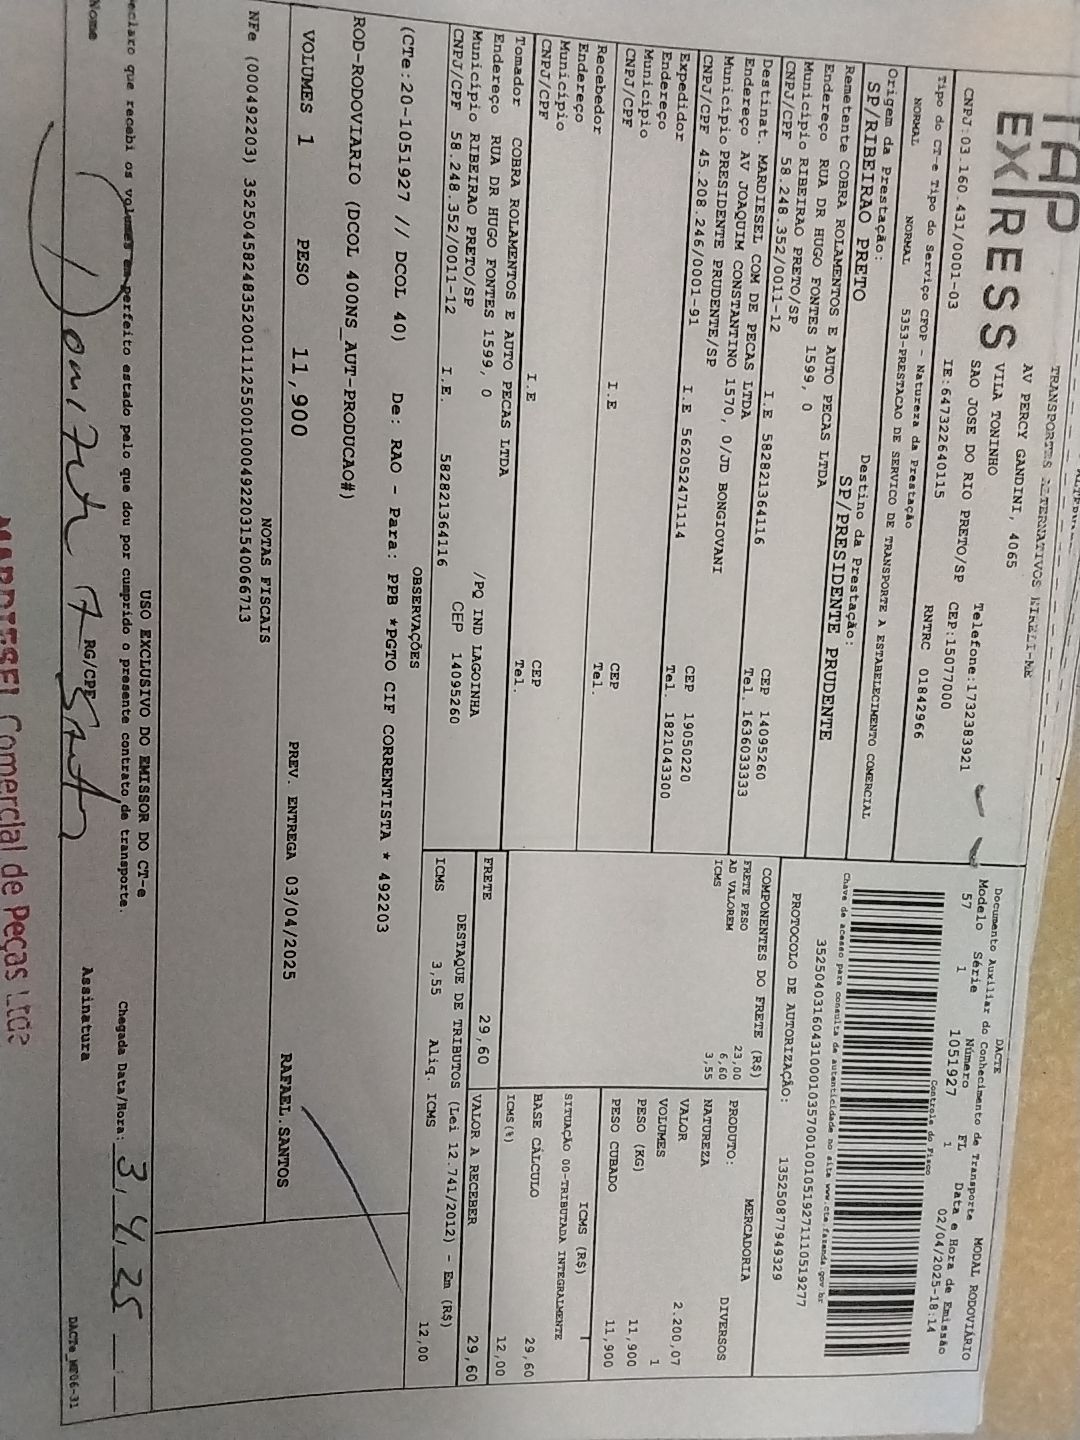 TAP
EXPRESS
AV PERCY GANDINI, 4065
VILA TONINHO
SAO JOSE DO RIO PRETO/SP Telefone:1732383921
CNPJ:03.160.431/0001-03 IE:647322640115 CEP:15077000
RNTRC 01842966
Tipo do CT-e Tipo do Serviço CFOP - Natureza da Prestação
NORMAL NORMAL 5353-PRESTACAO DE SERVICO DE TRANSPORTE A ESTABELECIMENTO COMERCIAL
Origem da Prestação: Destino da Prestação:
SP/RIBEIRAO PRETO SP/PRESIDENTE PRUDENTE
Remetente COBRA ROLAMENTOS E AUTO PECAS LTDA
Endereço RUA DR HUGO FONTES 1599, 0
Município RIBEIRAO PRETO/SP CEP 14095260
CNPJ/CPF 58.248.352/0011-12 I.E 582821364116 Tel. 1636033333
Destinat. MARDIESEL COM DE PECAS LTDA
Endereço AV JOAQUIM CONSTANTINO 1570, 0/JD BONGIOVANI
Município PRESIDENTE PRUDENTE/SP CEP 19050220
CNPJ/CPF 45.208.246/0001-91 I.E 562052471114 Tel. 1821043300
Expedidor
Endereço
Município CEP
CNPJ/CPF I.E Tel.
Recebedor
Endereço
Município CEP
CNPJ/CPF I.E Tel.
Tomador COBRA ROLAMENTOS E AUTO PECAS LTDA
Endereço RUA DR HUGO FONTES 1599, 0 /PQ IND LAGOINHA
Município RIBEIRAO PRETO/SP CEP 14095260
CNPJ/CPF 58.248.352/0011-12 I.E. 582821364116
DACTE MODAL RODOVIÁRIO
Documento Auxiliar do Conhecimento de Transporte
Modelo Série Número FL Data e Hora de Emissão
57 1 1051927 1 02/04/2025-18:14
Controle do Fisco
Chave de acesso para consulta de autenticidade no site www.cte.fazenda.gov.br
35250403160431000103570010010519271110519277
PROTOCOLO DE AUTORIZAÇÃO: 135250877949329
COMPONENTES DO FRETE (R$)
FRETE PESO 23,00
AD VALOREM 6,60
ICMS 3,55
PRODUTO: MERCADORIA
NATUREZA DIVERSOS
VALOR 2.200,07
VOLUMES 1
PESO (KG) 11,900
PESO CUBADO 11,900
ICMS (R$)
SITUAÇÃO 00-TRIBUTADA INTEGRALMENTE
BASE CÁLCULO 29,60
ICMS(%) 12,00
FRETE 29,60 VALOR A RECEBER 29,60
DESTAQUE DE TRIBUTOS (Lei 12.741/2012) - Em (R$)
ICMS 3,55 Aliq. ICMS 12,00
OBSERVAÇÕES
(CTe:20-1051927 // DCOL 40) De: RAO - Para: PPB *PGTO CIF CORRENTISTA * 492203
ROD-RODOVIARIO (DCOL 400NS_AUT-PRODUCAO#)
VOLUMES 1 PESO 11,900 PREV. ENTREGA 03/04/2025 RAFAEL.SANTOS
NOTAS FISCAIS
NFe (000492203) 35250458248352001112550010004922031540066713
USO EXCLUSIVO DO EMISSOR DO CT-e
eclaro que recebi os volumes em perfeito estado pelo que dou por cumprido o presente contrato de transporte. Chegada Data/Hora: 3, 4, 25
Nome RG/CPF Assinatura
DACTe_MP06-31
MARDIESEL Comercial de Peças Ltda